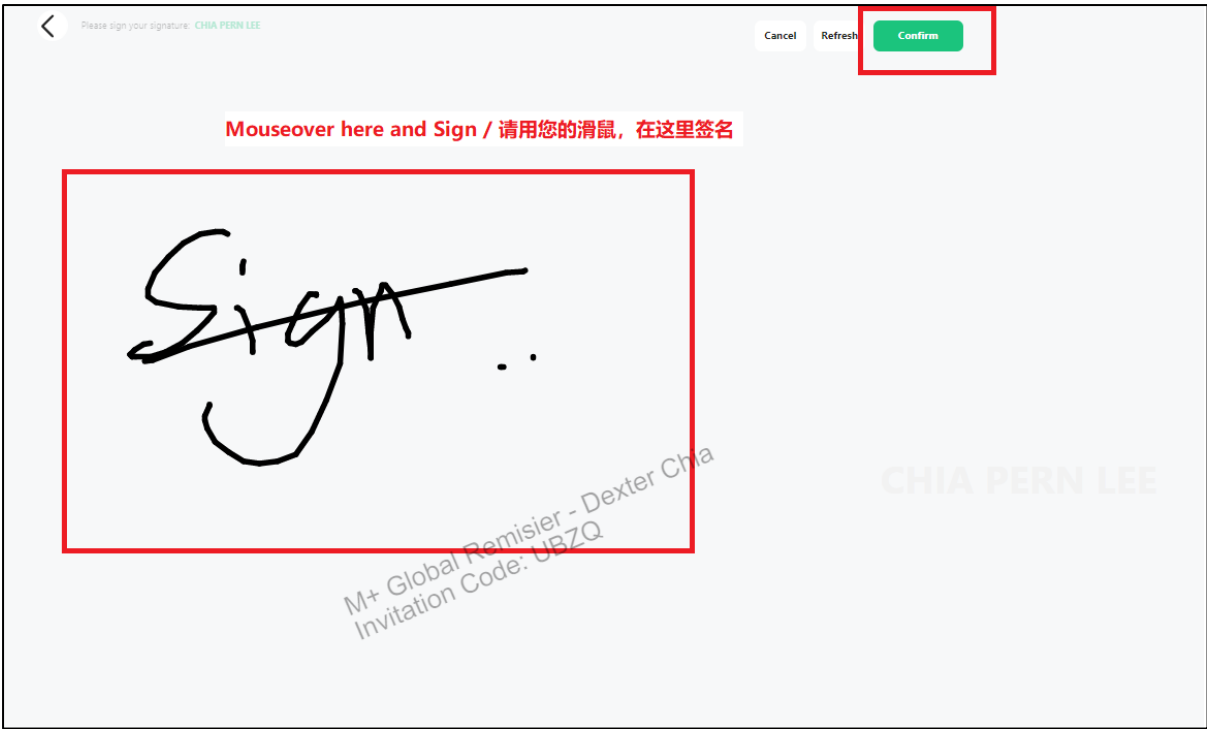 Please sign your signature: CHIA PERN LEE
Cancel Refresh Confirm
Mouseover here and Sign / 请用您的滑鼠，在这里签名
Sign
M+ Global Remisier - Dexter Chia
Invitation Code: UBZQ
CHIA PERN LEE